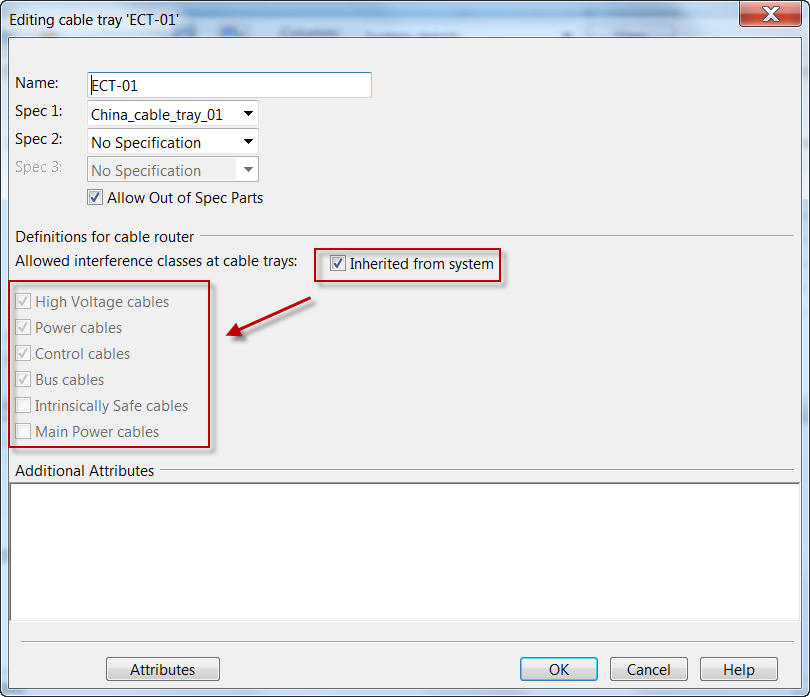 Editing cable tray 'ECT-01'
Name: ECT-01
Spec 1: China_cable_tray_01
Spec 2: No Specification
Spec 3: No Specification
Allow Out of Spec Parts
Definitions for cable router
Allowed interference classes at cable trays: Inherited from system
High Voltage cables
Power cables
Control cables
Bus cables
Intrinsically Safe cables
Main Power cables
Additional Attributes
Attributes OK Cancel Help